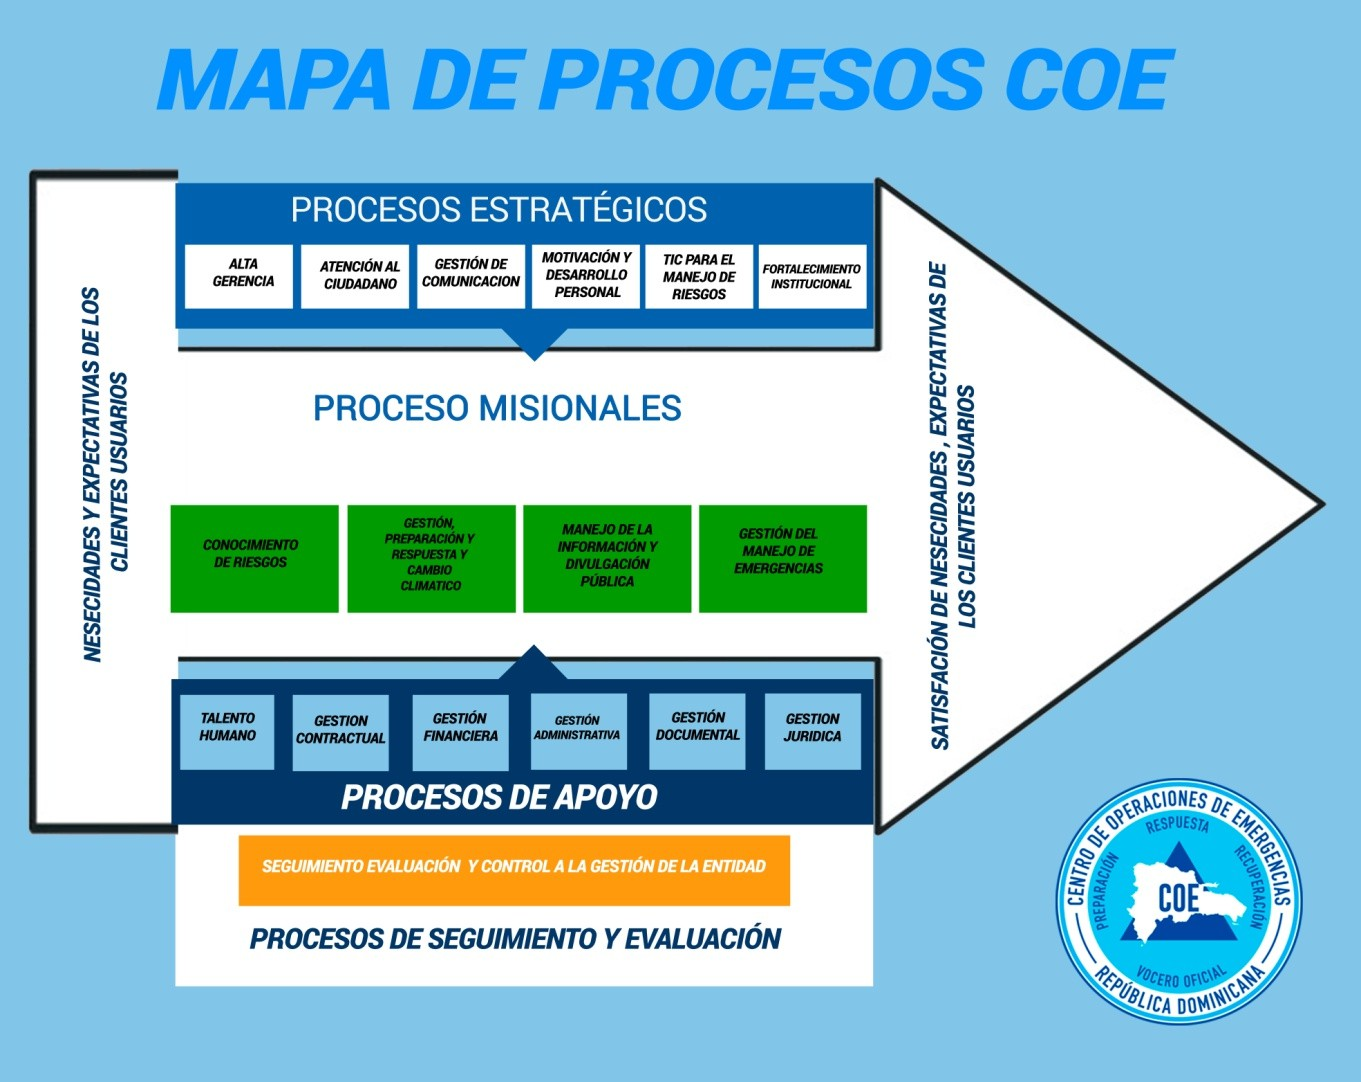 MAPA DE PROCESOS COE
PROCESOS ESTRATÉGICOS
ALTA
GERENCIA
ATENCIÓN AL
CIUDADANO
GESTIÓN DE
COMUNICACION
MOTIVACIÓN Y
DESARROLLO
PERSONAL
TIC PARA EL
MANEJO DE
RIESGOS
FORTALECIMIENTO
INSTITUCIONAL
NESECIDADES Y EXPECTATIVAS DE LOS
CLIENTES USUARIOS
PROCESO MISIONALES
CONOCIMIENTO
DE RIESGOS
GESTIÓN,
PREPARACIÓN Y
RESPUESTA Y
CAMBIO
CLIMATICO
MANEJO DE LA
INFORMACIÓN Y
DIVULGACIÓN
PÚBLICA
GESTIÓN DEL
MANEJO DE
EMERGENCIAS
SATISFACIÓN DE NESECIDADES , EXPECTATIVAS DE
LOS CLIENTES USUARIOS
TALENTO
HUMANO
GESTION
CONTRACTUAL
GESTIÓN
FINANCIERA
GESTIÓN
ADMINISTRATIVA
GESTIÓN
DOCUMENTAL
GESTION
JURIDICA
PROCESOS DE APOYO
SEGUIMIENTO EVALUACIÓN Y CONTROL A LA GESTIÓN DE LA ENTIDAD
PROCESOS DE SEGUIMIENTO Y EVALUACIÓN
CENTRO DE OPERACIONES DE EMERGENCIAS
RESPUESTA
PREPARACIÓN
RECUPERACIÓN
COE
VOCERO OFICIAL
REPÚBLICA DOMINICANA